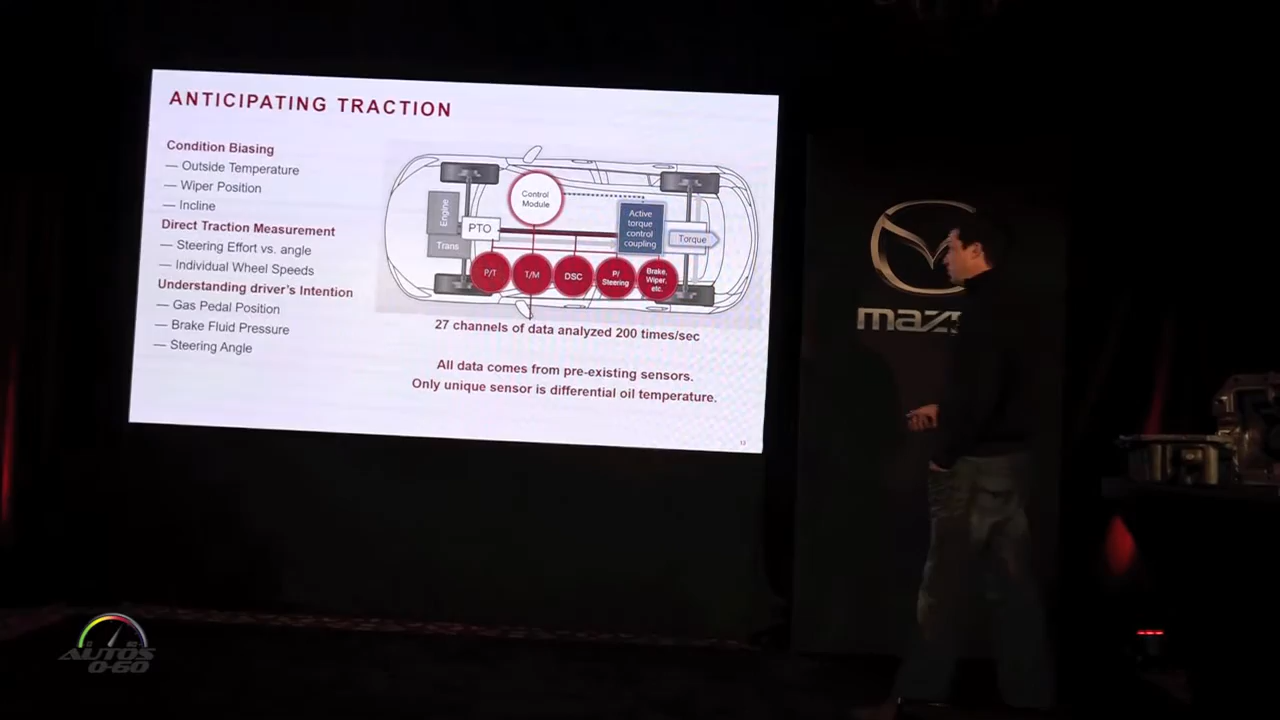 ANTICIPATING TRACTION
Condition Biasing
— Outside Temperature
— Wiper Position
— Incline
Direct Traction Measurement
— Steering Effort vs. angle
— Individual Wheel Speeds
Understanding driver's Intention
— Gas Pedal Position
— Brake Fluid Pressure
— Steering Angle
Engine
Trans
PTO
Control
Module
Active
torque
control
coupling
Torque
P/T
T/M
DSC
P/
Steering
Brake,
Wiper,
etc.
27 channels of data analyzed 200 times/sec
All data comes from pre-existing sensors.
Only unique sensor is differential oil temperature.
13
AUTOS
0-60